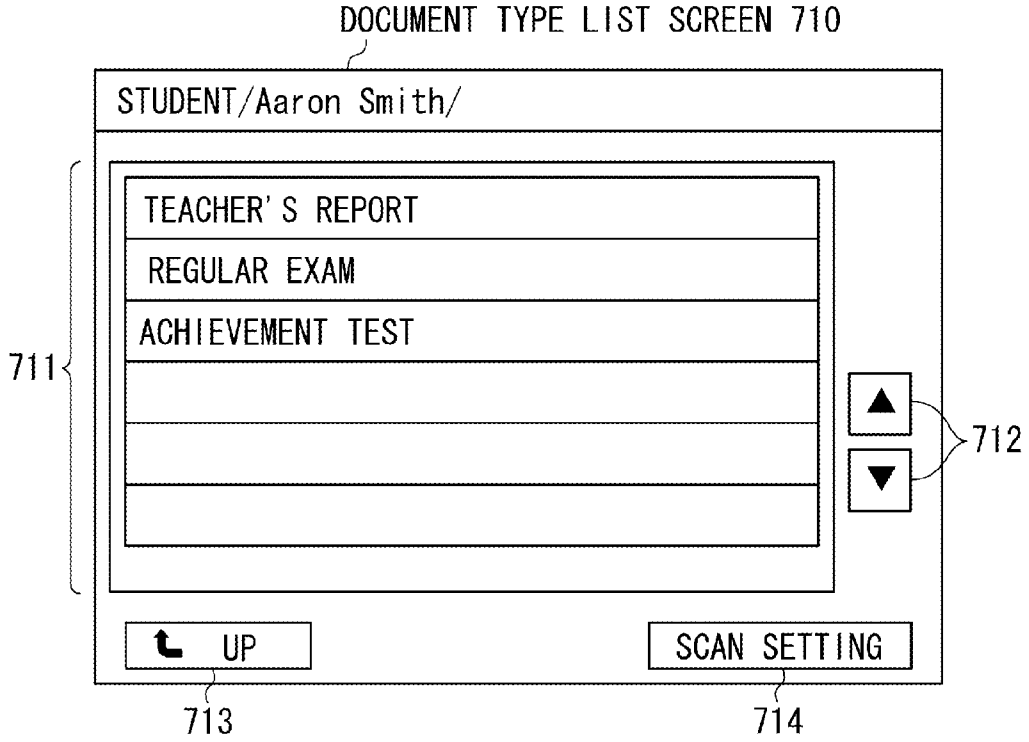 DOCUMENT TYPE LIST SCREEN 710
STUDENT/Aaron Smith/
TEACHER'S REPORT
REGULAR EXAM
ACHIEVEMENT TEST
711
▲
712
▼
UP
SCAN SETTING
713
714